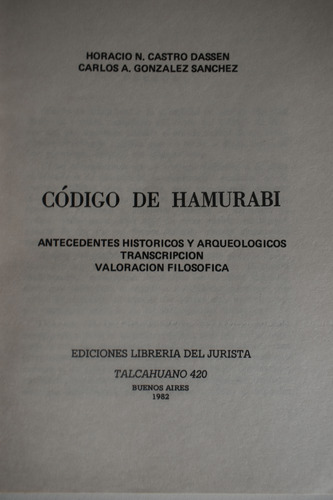 HORACIO N. CASTRO DASSEN
CARLOS A. GONZALEZ SANCHEZ
CÓDIGO DE HAMURABI
ANTECEDENTES HISTORICOS Y ARQUEOLOGICOS
TRANSCRIPCION
VALORACION FILOSOFICA
EDICIONES LIBRERIA DEL JURISTA
TALCAHUANO 420
BUENOS AIRES
1982